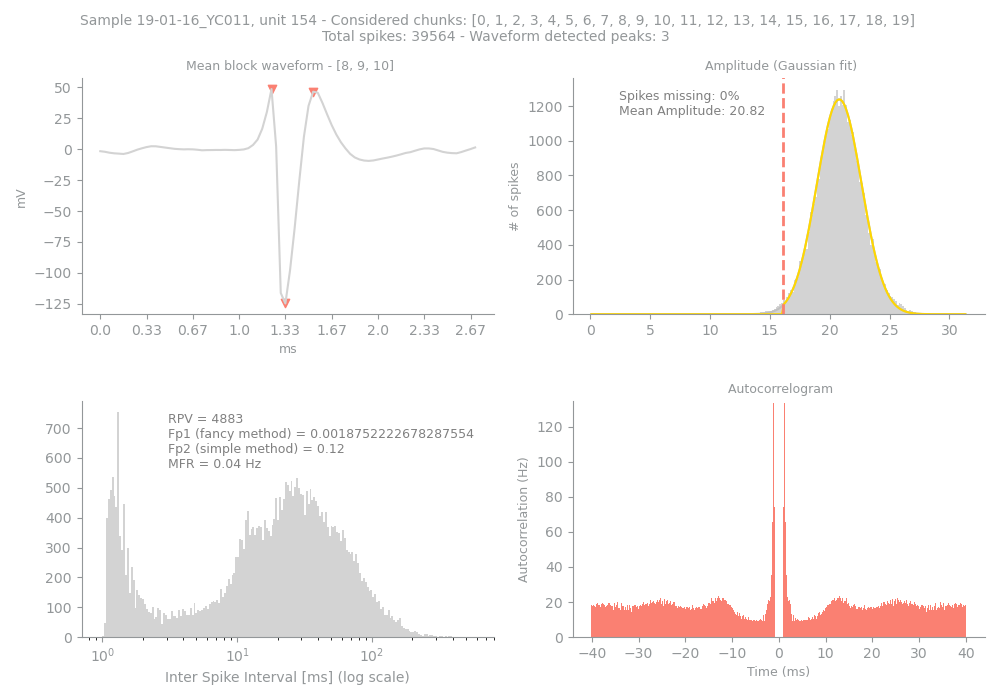 Sample 19-01-16_YC011, unit 154 - Considered chunks: [0, 1, 2, 3, 4, 5, 6, 7, 8, 9, 10, 11, 12, 13, 14, 15, 16, 17, 18, 19]
Total spikes: 39564 - Waveform detected peaks: 3
Mean block waveform - [8, 9, 10]
50
25
0
−25
−50
−75
−100
−125
mV
0.0 0.33 0.67 1.0 1.33 1.67 2.0 2.33 2.67
ms
Amplitude (Gaussian fit)
Spikes missing: 0%
Mean Amplitude: 20.82
1200
1000
800
600
400
200
0
# of spikes
0 5 10 15 20 25 30
RPV = 4883
Fp1 (fancy method) = 0.0018752222678287554
Fp2 (simple method) = 0.12
MFR = 0.04 Hz
700
600
500
400
300
200
100
0
10⁰ 10¹ 10²
Inter Spike Interval [ms] (log scale)
Autocorrelogram
120
100
80
60
40
20
0
Autocorrelation (Hz)
−40 −30 −20 −10 0 10 20 30 40
Time (ms)